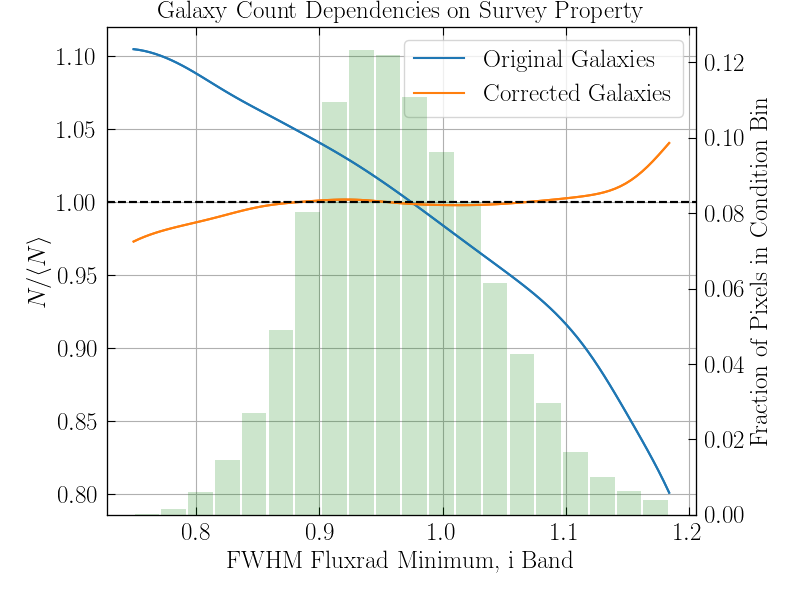 Galaxy Count Dependencies on Survey Property
Original Galaxies
Corrected Galaxies
N/⟨N⟩
1.10
1.05
1.00
0.95
0.90
0.85
0.80
0.12
0.10
0.08
0.06
0.04
0.02
0.00
Fraction of Pixels in Condition Bin
0.8 0.9 1.0 1.1 1.2
FWHM Fluxrad Minimum, i Band